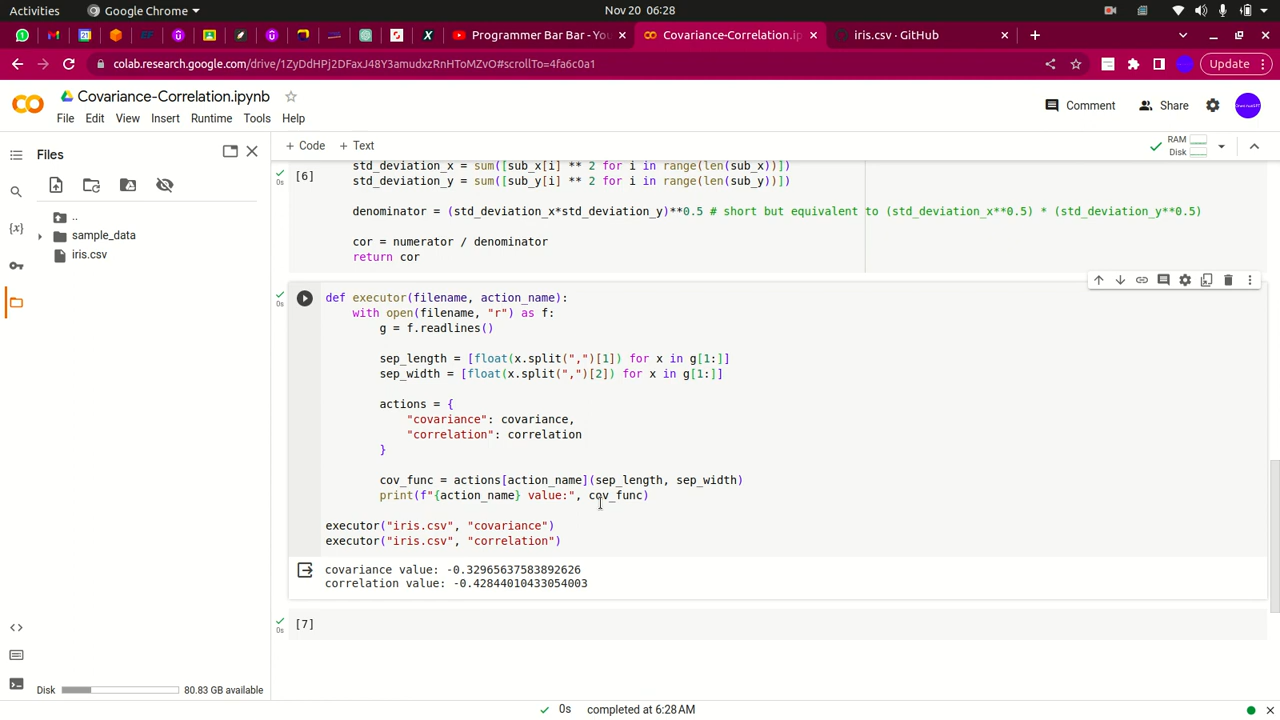 Activities
Google Chrome
Nov 20 06:28
Programmer Bar Bar - You
Covariance-Correlation.ip
iris.csv · GitHub
colab.research.google.com/drive/1ZyDdHPj2DFaxJ48Y3amudxzRnHToMZvO#scrollTo=4fa6c0a1
Update
Covariance-Correlation.ipynb
File Edit View Insert Runtime Tools Help
Comment
Share
Files
+ Code + Text
RAM
Disk
..
sample_data
iris.csv
[6]
std_deviation_x = sum([sub_x[i] ** 2 for i in range(len(sub_x))])
std_deviation_y = sum([sub_y[i] ** 2 for i in range(len(sub_y))])
denominator = (std_deviation_x*std_deviation_y)**0.5 # short but equivalent to (std_deviation_x**0.5) * (std_deviation_y**0.5)
cor = numerator / denominator
return cor
0s
def executor(filename, action_name):
with open(filename, "r") as f:
g = f.readlines()
sep_length = [float(x.split(",")[1]) for x in g[1:]]
sep_width = [float(x.split(",")[2]) for x in g[1:]]
actions = {
"covariance": covariance,
"correlation": correlation
}
cov_func = actions[action_name](sep_length, sep_width)
print(f"{action_name} value:", cov_func)
executor("iris.csv", "covariance")
executor("iris.csv", "correlation")
0s
covariance value: -0.32965637583892626
correlation value: -0.42844010433054003
[7]
0s
Disk
80.83 GB available
0s completed at 6:28 AM